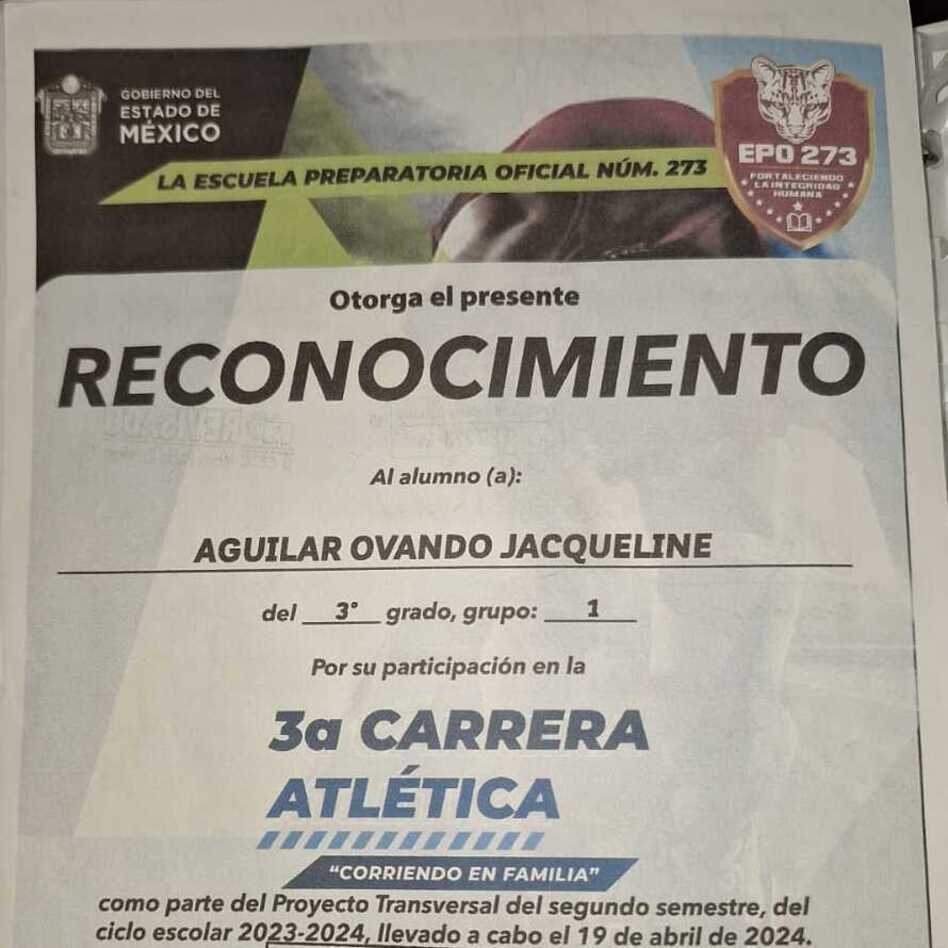 GOBIERNO DEL
ESTADO DE
MÉXICO
LA ESCUELA PREPARATORIA OFICIAL NÚM. 273
EPO 273
FORTALECIENDO
LA INTEGRIDAD
HUMANA
Otorga el presente
RECONOCIMIENTO
Al alumno (a):
AGUILAR OVANDO JACQUELINE
del 3° grado, grupo: 1
Por su participación en la
3a CARRERA
ATLÉTICA
"CORRIENDO EN FAMILIA"
como parte del Proyecto Transversal del segundo semestre, del
ciclo escolar 2023-2024, llevado a cabo el 19 de abril de 2024.